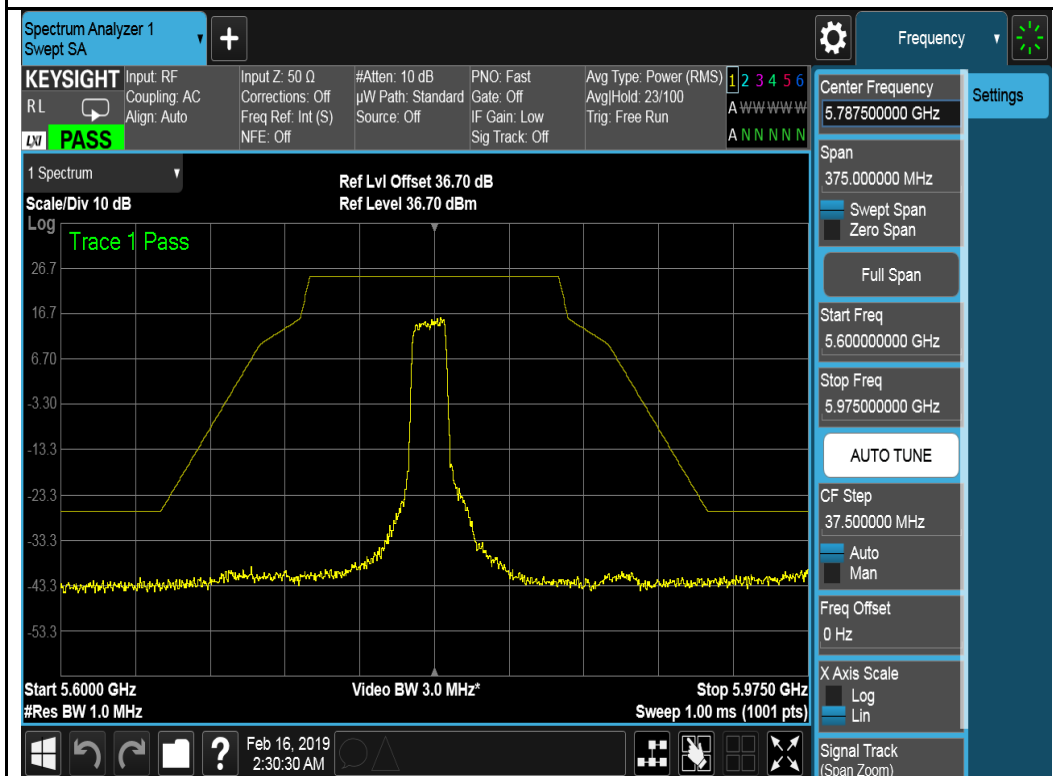 Spectrum Analyzer 1
Swept SA
+
Frequency
KEYSIGHT
RL
LXI
PASS
Input: RF
Coupling: AC
Align: Auto
Input Z: 50 Ω
Corrections: Off
Freq Ref: Int (S)
NFE: Off
#Atten: 10 dB
µW Path: Standard
Source: Off
PNO: Fast
Gate: Off
IF Gain: Low
Sig Track: Off
Avg Type: Power (RMS)
Avg|Hold: 23/100
Trig: Free Run
1 2 3 4 5 6
A W W W W W
A N N N N N
Center Frequency
5.787500000 GHz
Settings
Span
375.000000 MHz
Swept Span
Zero Span
Full Span
Start Freq
5.600000000 GHz
Stop Freq
5.975000000 GHz
AUTO TUNE
CF Step
37.500000 MHz
Auto
Man
Freq Offset
0 Hz
X Axis Scale
Log
Lin
Signal Track
(Span Zoom)
1 Spectrum
Scale/Div 10 dB
Ref Lvl Offset 36.70 dB
Ref Level 36.70 dBm
Log
Trace 1 Pass
26.7
16.7
6.70
-3.30
-13.3
-23.3
-33.3
-43.3
-53.3
Start 5.6000 GHz
Video BW 3.0 MHz*
Stop 5.9750 GHz
#Res BW 1.0 MHz
Sweep 1.00 ms (1001 pts)
?
Feb 16, 2019
2:30:30 AM